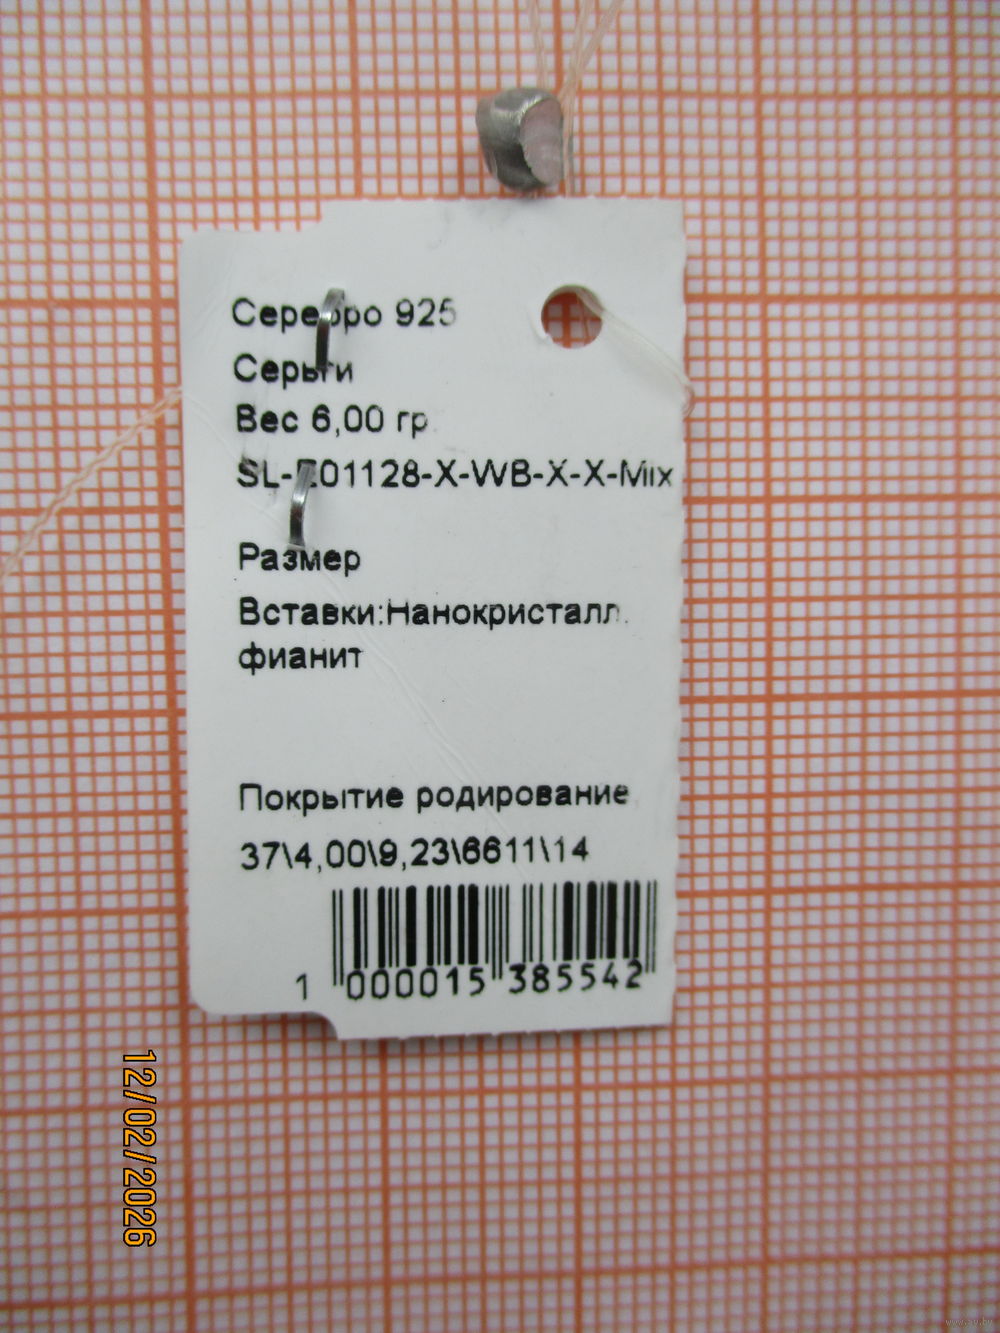 Серебро 925
Серьги
Вес 6,00 гр.
SL-E01128-X-WB-X-X-Mix
Размер
Вставки:Нанокристалл.
фианит
Покрытие родирование
37\4,00\9,23\6611\14
1 000015 385542
12/02/2026